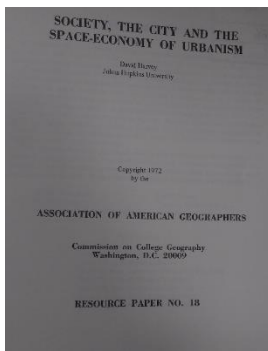 SOCIETY, THE CITY AND THE
SPACE-ECONOMY OF URBANISM
David Harvey
Johns Hopkins University
Copyright 1972
by the
ASSOCIATION OF AMERICAN GEOGRAPHERS
Commission on College Geography
Washington, D.C. 20009
RESOURCE PAPER NO. 18